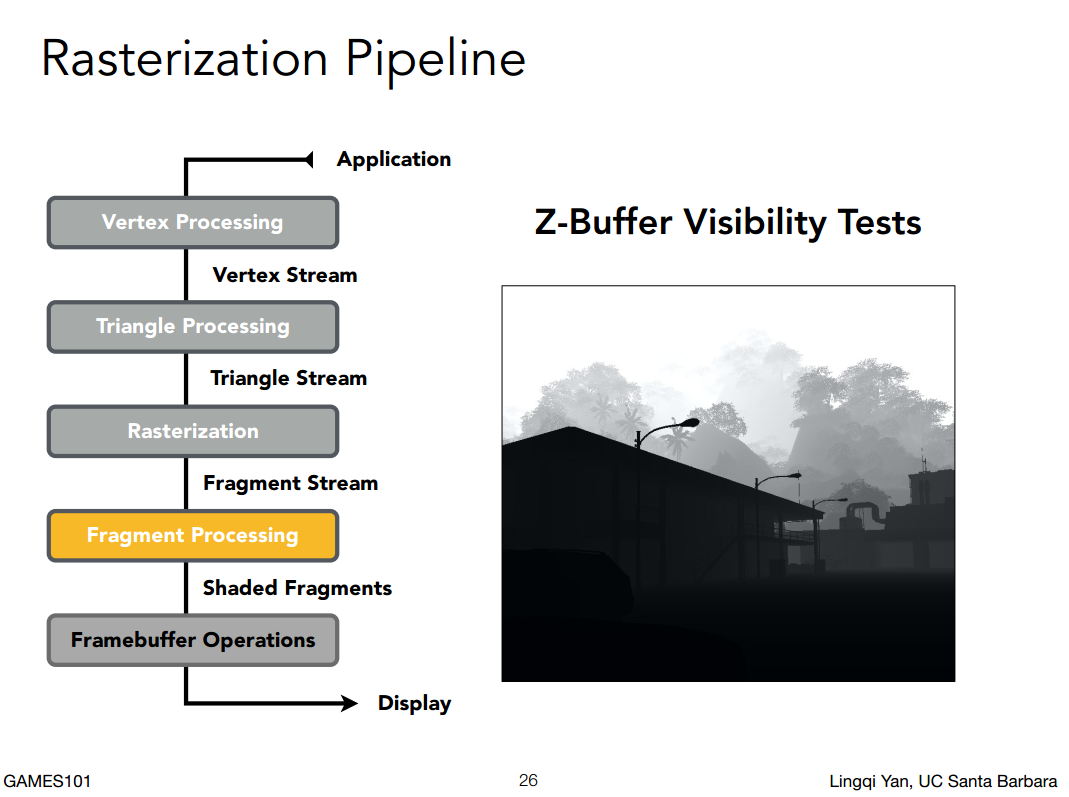 Rasterization Pipeline
Application
Vertex Processing
Vertex Stream
Triangle Processing
Triangle Stream
Rasterization
Fragment Stream
Fragment Processing
Shaded Fragments
Framebuffer Operations
Display
Z-Buffer Visibility Tests
GAMES101
26
Lingqi Yan, UC Santa Barbara